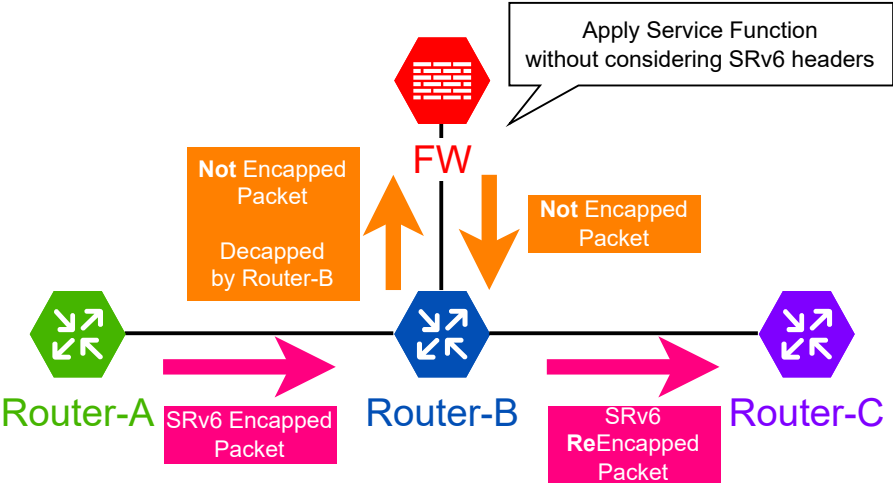 Apply Service Function
without considering SRv6 headers
FW
Not Encapped
Packet
Decapped
by Router-B
Not Encapped
Packet
Router-A
SRv6 Encapped
Packet
Router-B
SRv6
ReEncapped
Packet
Router-C